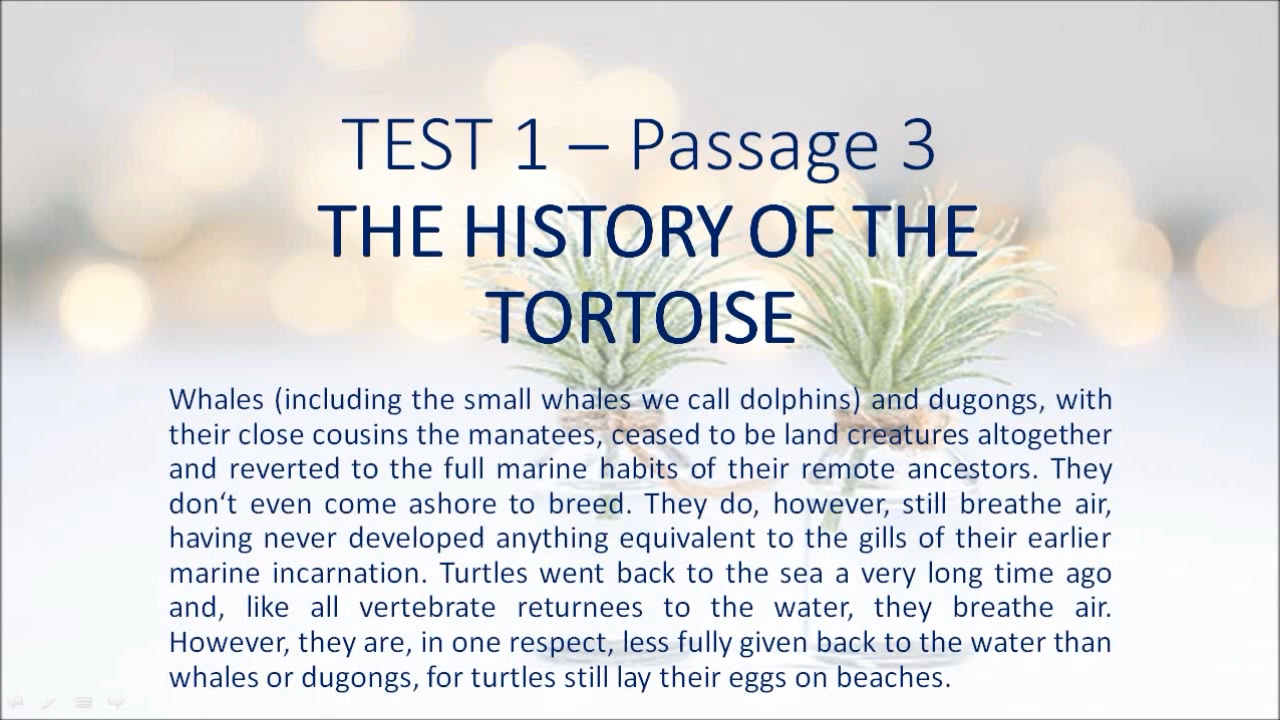 TEST 1 – Passage 3
THE HISTORY OF THE
TORTOISE
Whales (including the small whales we call dolphins) and dugongs, with
their close cousins the manatees, ceased to be land creatures altogether
and reverted to the full marine habits of their remote ancestors. They
don‘t even come ashore to breed. They do, however, still breathe air,
having never developed anything equivalent to the gills of their earlier
marine incarnation. Turtles went back to the sea a very long time ago
and, like all vertebrate returnees to the water, they breathe air.
However, they are, in one respect, less fully given back to the water than
whales or dugongs, for turtles still lay their eggs on beaches.